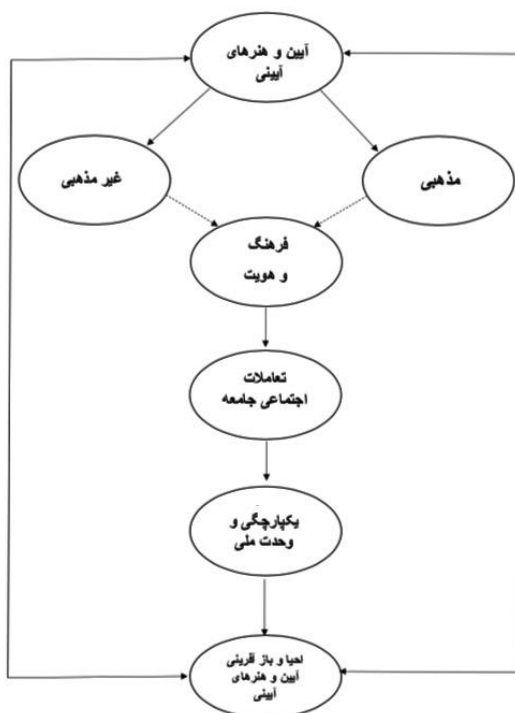 آیین و هنرهای
آیینی
مذهبی
غیر مذهبی
فرهنگ
و هویت
تعاملات
اجتماعی جامعه
یکپارچگی و
وحدت ملی
احیا و باز آفرینی
آیین و هنرهای
آیینی